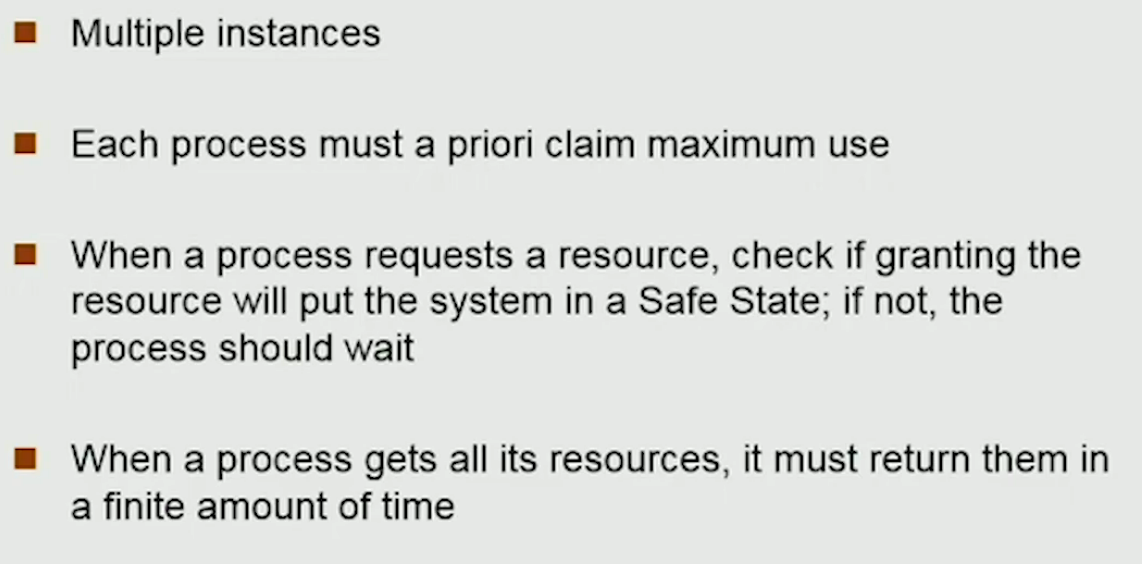 Multiple instances
Each process must a priori claim maximum use
When a process requests a resource, check if granting the
resource will put the system in a Safe State; if not, the
process should wait
When a process gets all its resources, it must return them in
a finite amount of time